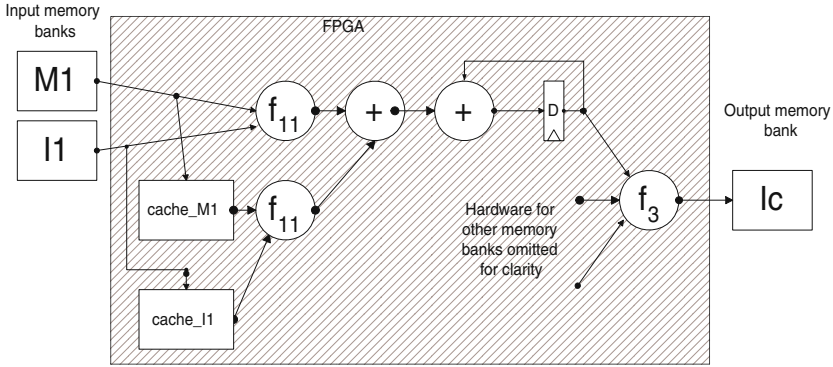 Input memory
banks
FPGA
M1
I1
f11
+
+
D
Output memory
bank
cache_M1
f11
Hardware for
other memory
banks omitted
for clarity
f3
Ic
cache_I1